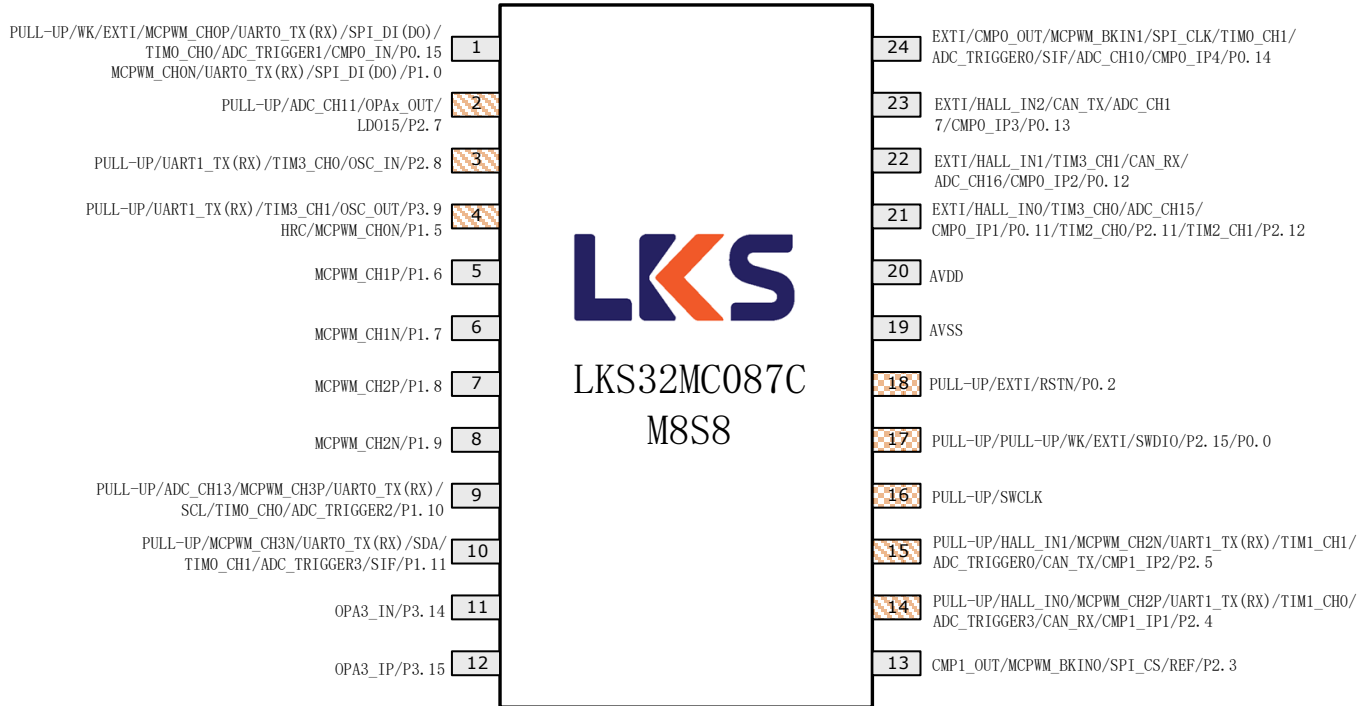 PULL-UP/WK/EXTI/MCPWM_CH0P/UART0_TX(RX)/SPI_DI(DO)/
TIM0_CH0/ADC_TRIGGER1/CMP0_IN/P0.15
MCPWM_CH0N/UART0_TX(RX)/SPI_DI(DO)/P1.0
1
PULL-UP/ADC_CH11/OPAx_OUT/
LDO15/P2.7
2
PULL-UP/UART1_TX(RX)/TIM3_CH0/OSC_IN/P2.8
3
PULL-UP/UART1_TX(RX)/TIM3_CH1/OSC_OUT/P3.9
HRC/MCPWM_CH0N/P1.5
4
MCPWM_CH1P/P1.6
5
MCPWM_CH1N/P1.7
6
MCPWM_CH2P/P1.8
7
MCPWM_CH2N/P1.9
8
PULL-UP/ADC_CH13/MCPWM_CH3P/UART0_TX(RX)/
SCL/TIM0_CH0/ADC_TRIGGER2/P1.10
9
PULL-UP/MCPWM_CH3N/UART0_TX(RX)/SDA/
TIM0_CH1/ADC_TRIGGER3/SIF/P1.11
10
OPA3_IN/P3.14
11
OPA3_IP/P3.15
12
LKS
LKS32MC087C
M8S8
24
EXTI/CMP0_OUT/MCPWM_BKIN1/SPI_CLK/TIM0_CH1/
ADC_TRIGGER0/SIF/ADC_CH10/CMP0_IP4/P0.14
23
EXTI/HALL_IN2/CAN_TX/ADC_CH1
7/CMP0_IP3/P0.13
22
EXTI/HALL_IN1/TIM3_CH1/CAN_RX/
ADC_CH16/CMP0_IP2/P0.12
21
EXTI/HALL_IN0/TIM3_CH0/ADC_CH15/
CMP0_IP1/P0.11/TIM2_CH0/P2.11/TIM2_CH1/P2.12
20
AVDD
19
AVSS
18
PULL-UP/EXTI/RSTN/P0.2
17
PULL-UP/PULL-UP/WK/EXTI/SWDIO/P2.15/P0.0
16
PULL-UP/SWCLK
15
PULL-UP/HALL_IN1/MCPWM_CH2N/UART1_TX(RX)/TIM1_CH1/
ADC_TRIGGER0/CAN_TX/CMP1_IP2/P2.5
14
PULL-UP/HALL_IN0/MCPWM_CH2P/UART1_TX(RX)/TIM1_CH0/
ADC_TRIGGER3/CAN_RX/CMP1_IP1/P2.4
13
CMP1_OUT/MCPWM_BKIN0/SPI_CS/REF/P2.3